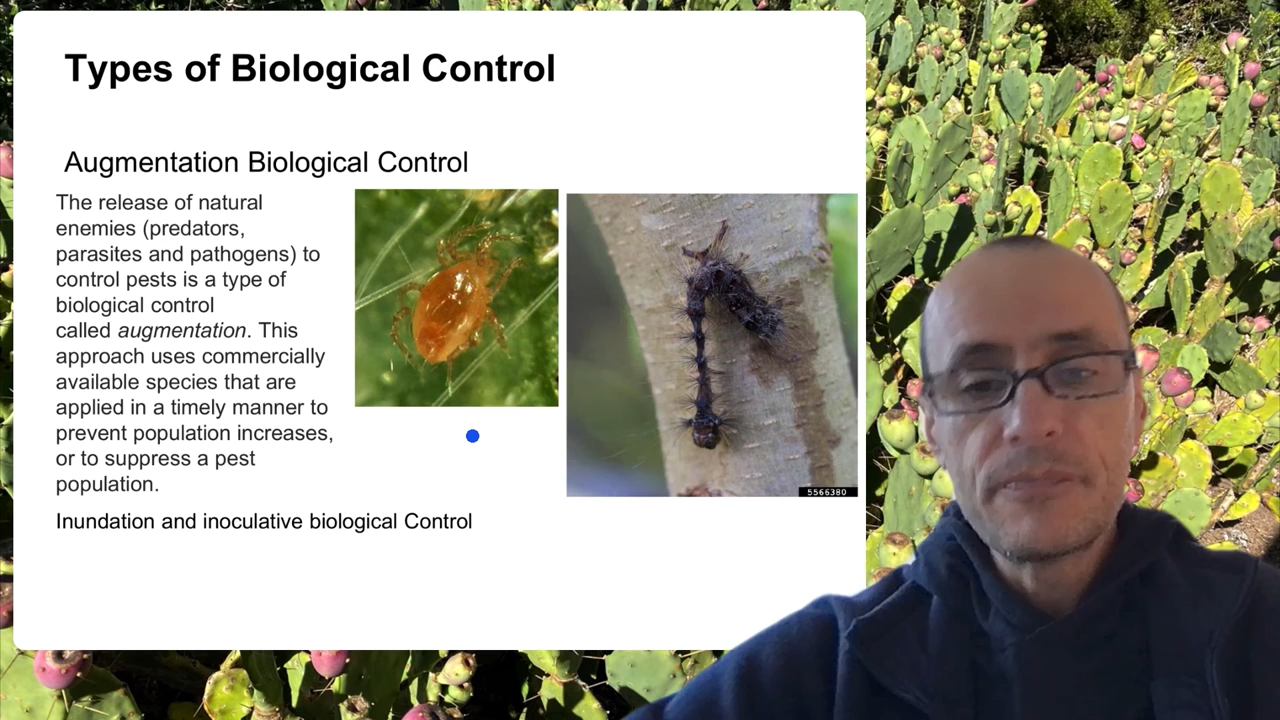 Types of Biological Control
Augmentation Biological Control
The release of natural
enemies (predators,
parasites and pathogens) to
control pests is a type of
biological control
called augmentation. This
approach uses commercially
available species that are
applied in a timely manner to
prevent population increases,
or to suppress a pest
population.
5566380
Inundation and inoculative biological Control